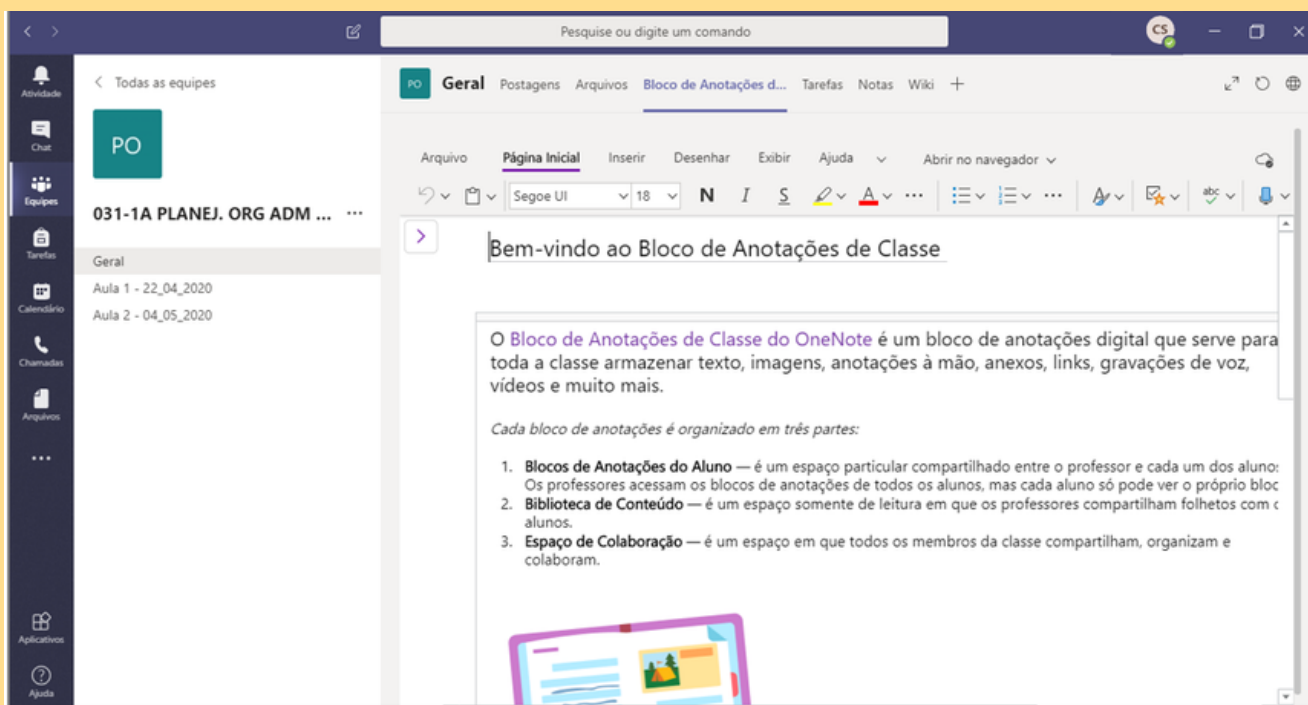 Pesquise ou digite um comando
CS
Atividade
Chat
Equipes
Tarefas
Calendário
Chamadas
Arquivos
Aplicativos
Ajuda
Todas as equipes
PO
031-1A PLANEJ. ORG ADM ... ···
Geral
Aula 1 - 22_04_2020
Aula 2 - 04_05_2020
PO Geral Postagens Arquivos Bloco de Anotações d... Tarefas Notas Wiki +
Arquivo Página Inicial Inserir Desenhar Exibir Ajuda Abrir no navegador
Segoe UI 18 N I S A ··· ··· A abc
Bem-vindo ao Bloco de Anotações de Classe
O Bloco de Anotações de Classe do OneNote é um bloco de anotações digital que serve para
toda a classe armazenar texto, imagens, anotações à mão, anexos, links, gravações de voz,
vídeos e muito mais.
Cada bloco de anotações é organizado em três partes:
1. Blocos de Anotações do Aluno — é um espaço particular compartilhado entre o professor e cada um dos aluno
Os professores acessam os blocos de anotações de todos os alunos, mas cada aluno só pode ver o próprio bloc
2. Biblioteca de Conteúdo — é um espaço somente de leitura em que os professores compartilham folhetos com
alunos.
3. Espaço de Colaboração — é um espaço em que todos os membros da classe compartilham, organizam e
colaboram.